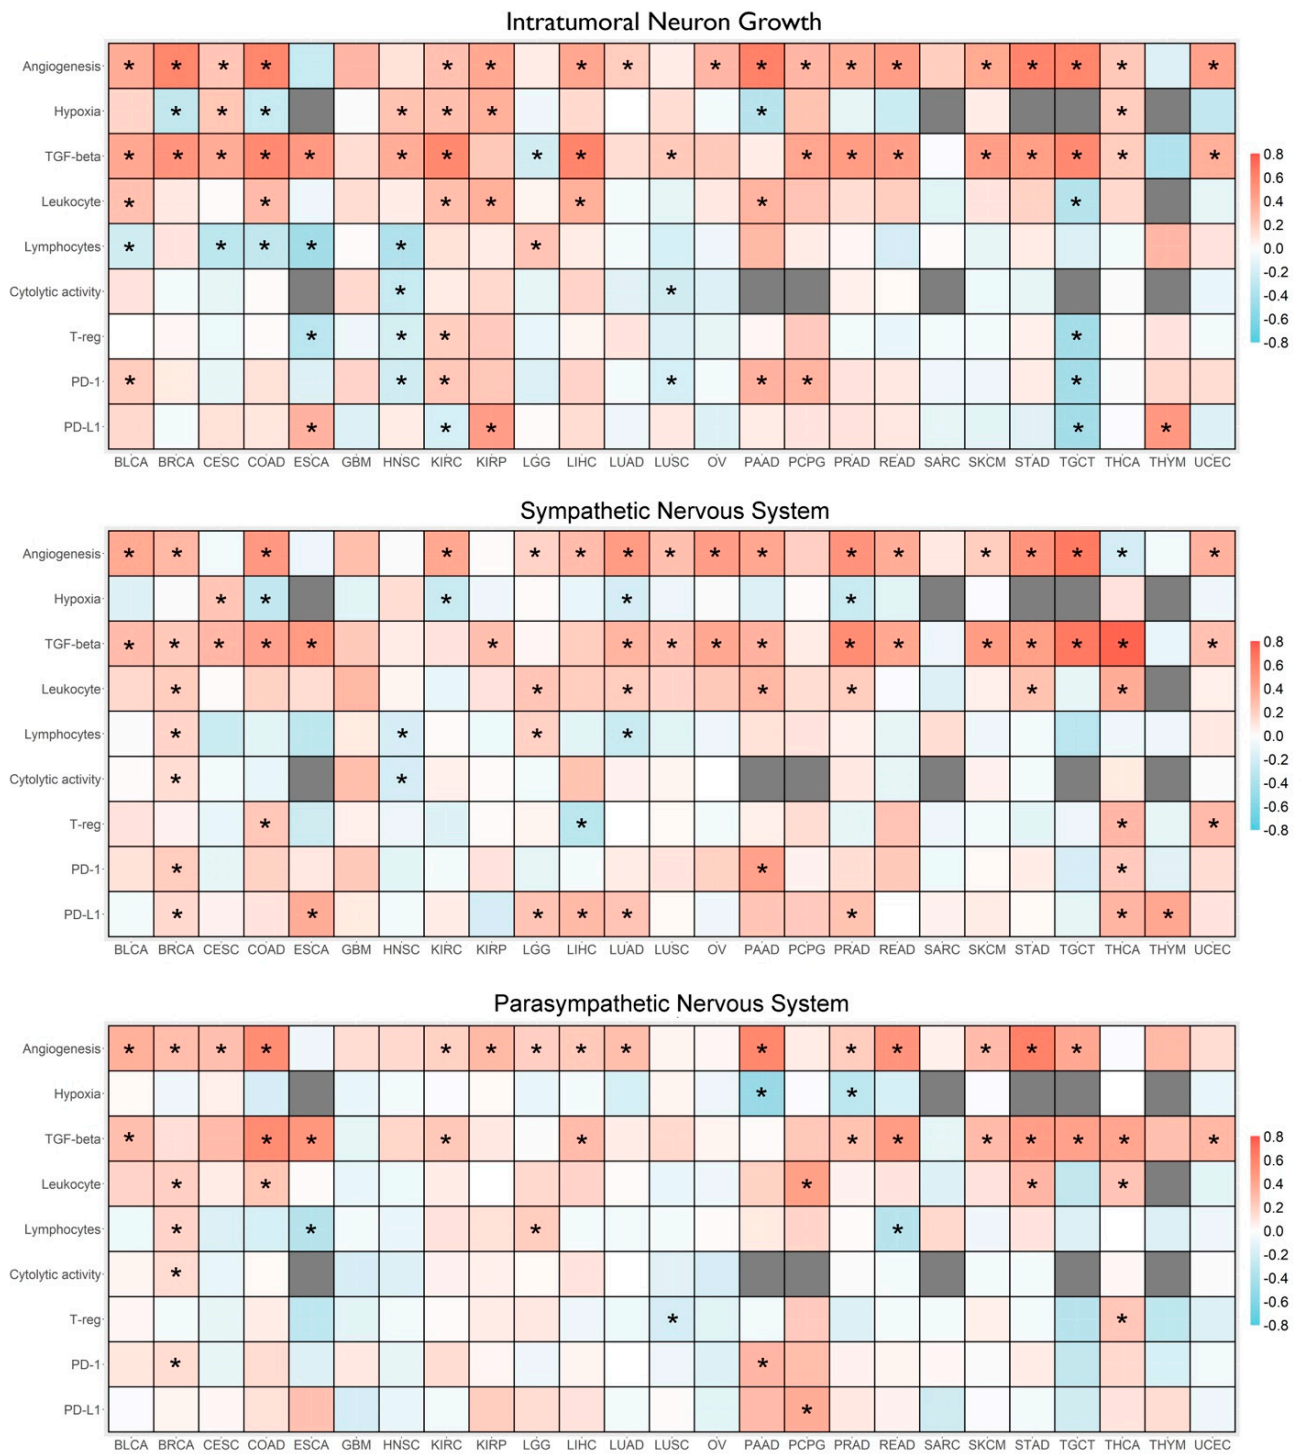 Intratumoral Neuron Growth
Angiogenesis
Hypoxia
TGF-beta
Leukocyte
Lymphocytes
Cytolytic activity
T-reg
PD-1
PD-L1
BLCA BRCA CESC COAD ESCA GBM HNSC KIRC KIRP LGG LIHC LUAD LUSC OV PAAD PCPG PRAD READ SARC SKCM STAD TGCT THCA THYM UCEC
0.8
0.6
0.4
0.2
0.0
-0.2
-0.4
-0.6
-0.8
Sympathetic Nervous System
Angiogenesis
Hypoxia
TGF-beta
Leukocyte
Lymphocytes
Cytolytic activity
T-reg
PD-1
PD-L1
BLCA BRCA CESC COAD ESCA GBM HNSC KIRC KIRP LGG LIHC LUAD LUSC OV PAAD PCPG PRAD READ SARC SKCM STAD TGCT THCA THYM UCEC
0.8
0.6
0.4
0.2
0.0
-0.2
-0.4
-0.6
-0.8
Parasympathetic Nervous System
Angiogenesis
Hypoxia
TGF-beta
Leukocyte
Lymphocytes
Cytolytic activity
T-reg
PD-1
PD-L1
BLCA BRCA CESC COAD ESCA GBM HNSC KIRC KIRP LGG LIHC LUAD LUSC OV PAAD PCPG PRAD READ SARC SKCM STAD TGCT THCA THYM UCEC
0.8
0.6
0.4
0.2
0.0
-0.2
-0.4
-0.6
-0.8